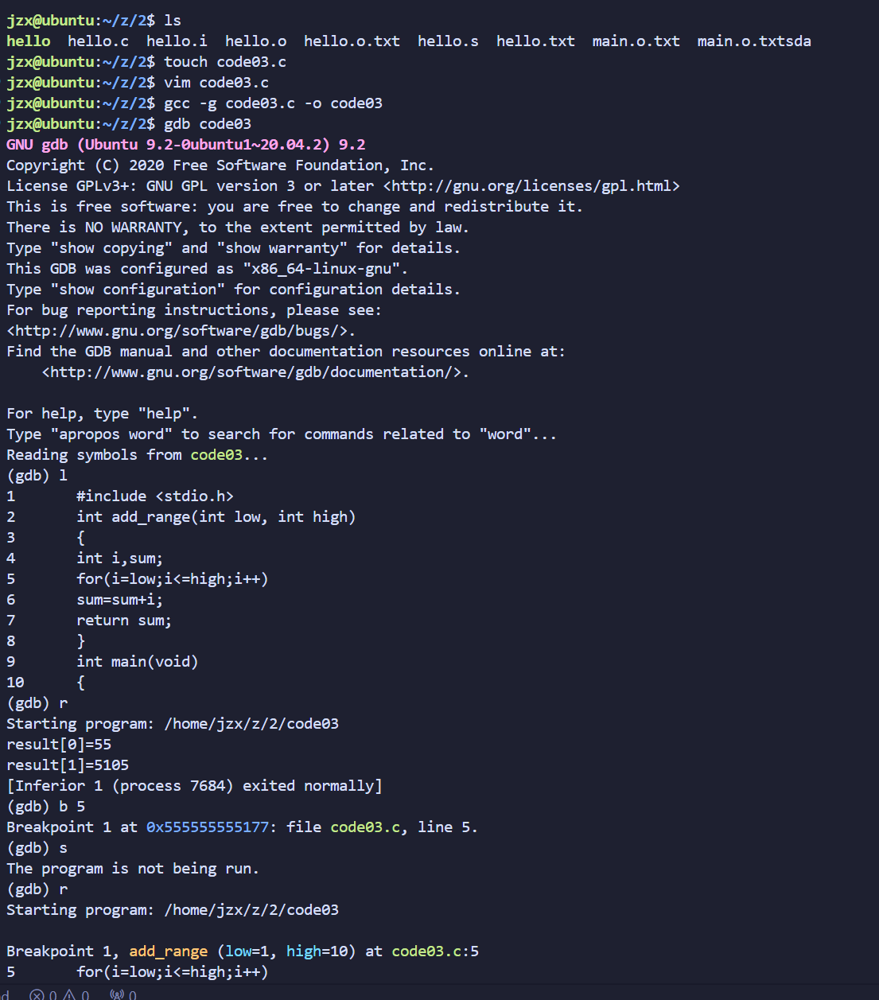 jzx@ubuntu:~/z/2$ ls
hello  hello.c  hello.i  hello.o  hello.o.txt  hello.s  hello.txt  main.o.txt  main.o.txtsda
jzx@ubuntu:~/z/2$ touch code03.c
jzx@ubuntu:~/z/2$ vim code03.c
jzx@ubuntu:~/z/2$ gcc -g code03.c -o code03
jzx@ubuntu:~/z/2$ gdb code03
GNU gdb (Ubuntu 9.2-0ubuntu1~20.04.2) 9.2
Copyright (C) 2020 Free Software Foundation, Inc.
License GPLv3+: GNU GPL version 3 or later <http://gnu.org/licenses/gpl.html>
This is free software: you are free to change and redistribute it.
There is NO WARRANTY, to the extent permitted by law.
Type "show copying" and "show warranty" for details.
This GDB was configured as "x86_64-linux-gnu".
Type "show configuration" for configuration details.
For bug reporting instructions, please see:
<http://www.gnu.org/software/gdb/bugs/>.
Find the GDB manual and other documentation resources online at:
    <http://www.gnu.org/software/gdb/documentation/>.
For help, type "help".
Type "apropos word" to search for commands related to "word"...
Reading symbols from code03...
(gdb) l
1       #include <stdio.h>
2       int add_range(int low, int high)
3       {
4       int i,sum;
5       for(i=low;i<=high;i++)
6       sum=sum+i;
7       return sum;
8       }
9       int main(void)
10      {
(gdb) r
Starting program: /home/jzx/z/2/code03
result[0]=55
result[1]=5105
[Inferior 1 (process 7684) exited normally]
(gdb) b 5
Breakpoint 1 at 0x555555555177: file code03.c, line 5.
(gdb) s
The program is not being run.
(gdb) r
Starting program: /home/jzx/z/2/code03
Breakpoint 1, add_range (low=1, high=10) at code03.c:5
5       for(i=low;i<=high;i++)
0 0 0